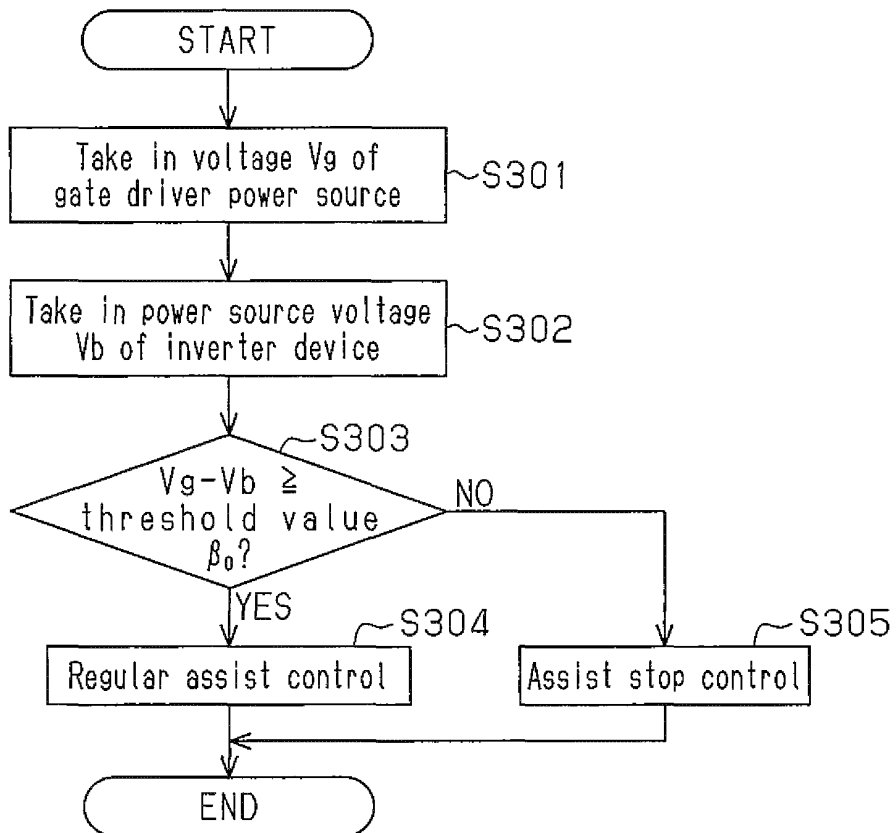 START
Take in voltage Vg of
gate driver power source
S301
Take in power source voltage
Vb of inverter device
S302
S303
Vg-Vb ≧
threshold value
β₀?
NO
YES
S304
Regular assist control
S305
Assist stop control
END